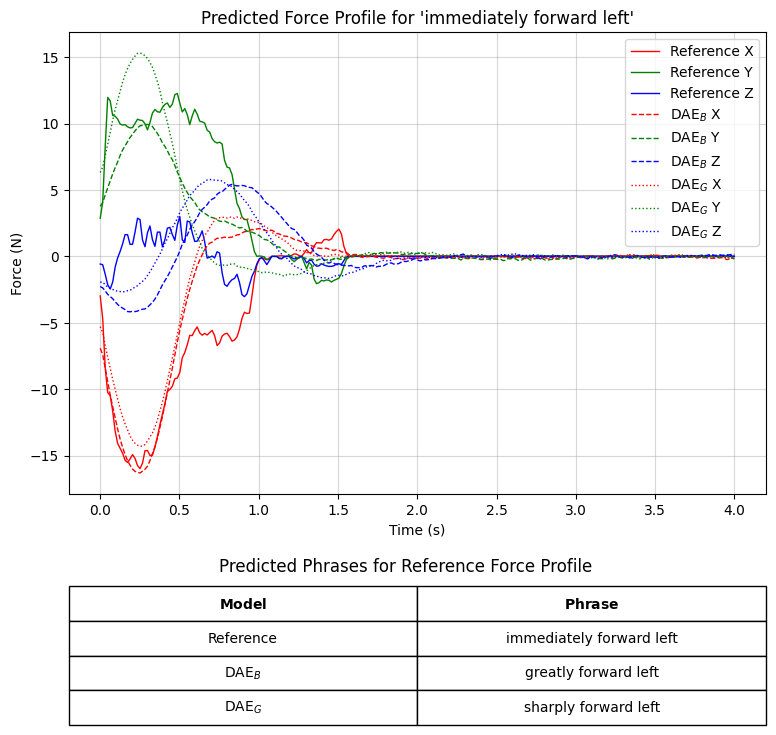 Predicted Force Profile for 'immediately forward left'
Force (N)
15
10
5
0
−5
−10
−15
Reference X
Reference Y
Reference Z
DAE_B X
DAE_B Y
DAE_B Z
DAE_G X
DAE_G Y
DAE_G Z
0.0 0.5 1.0 1.5 2.0 2.5 3.0 3.5 4.0
Time (s)
Predicted Phrases for Reference Force Profile
Model Phrase
Reference immediately forward left
DAE_B greatly forward left
DAE_G sharply forward left